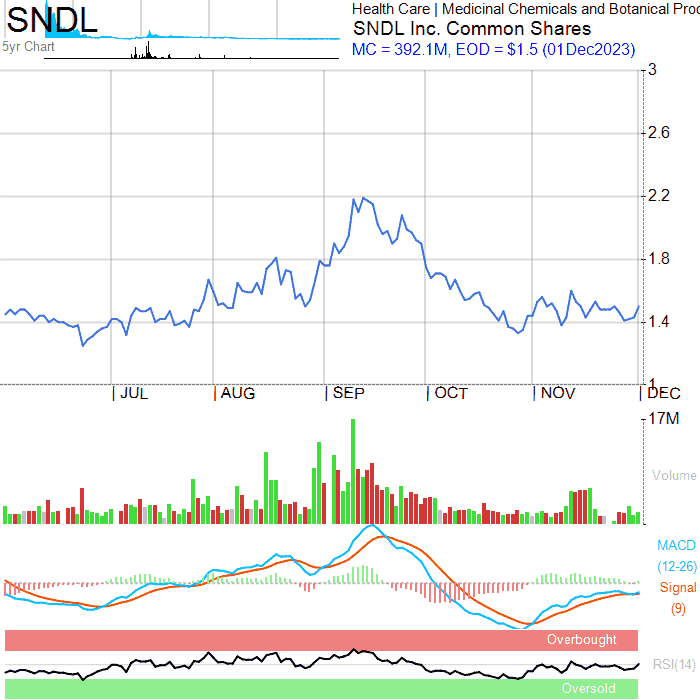 SNDL
5yr Chart
Health Care | Medicinal Chemicals and Botanical Proc
SNDL Inc. Common Shares
MC = 392.1M, EOD = $1.5 (01Dec2023)
3
2.6
2.2
1.8
1.4
1
JUL AUG SEP OCT NOV DEC
17M
Volume
MACD
(12-26)
Signal
(9)
Overbought
RSI(14)
Oversold